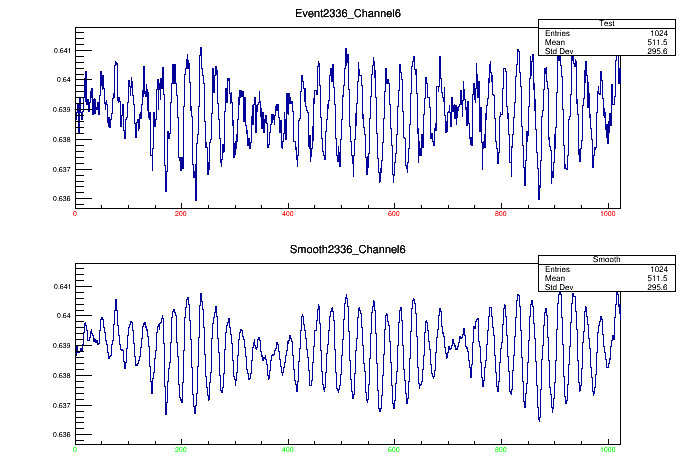 Event2336_Channel6
Test
Entries 1024
Mean 511.5
Std Dev 295.6
0.641
0.64
0.639
0.638
0.637
0.636
0 200 400 600 800 1000
Smooth2336_Channel6
Smooth
Entries 1024
Mean 511.5
Std Dev 295.6
0.641
0.64
0.639
0.638
0.637
0.636
0 200 400 600 800 1000